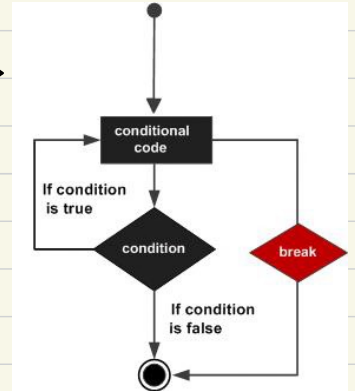 conditional
code
If condition
is true
condition
break
If condition
is false